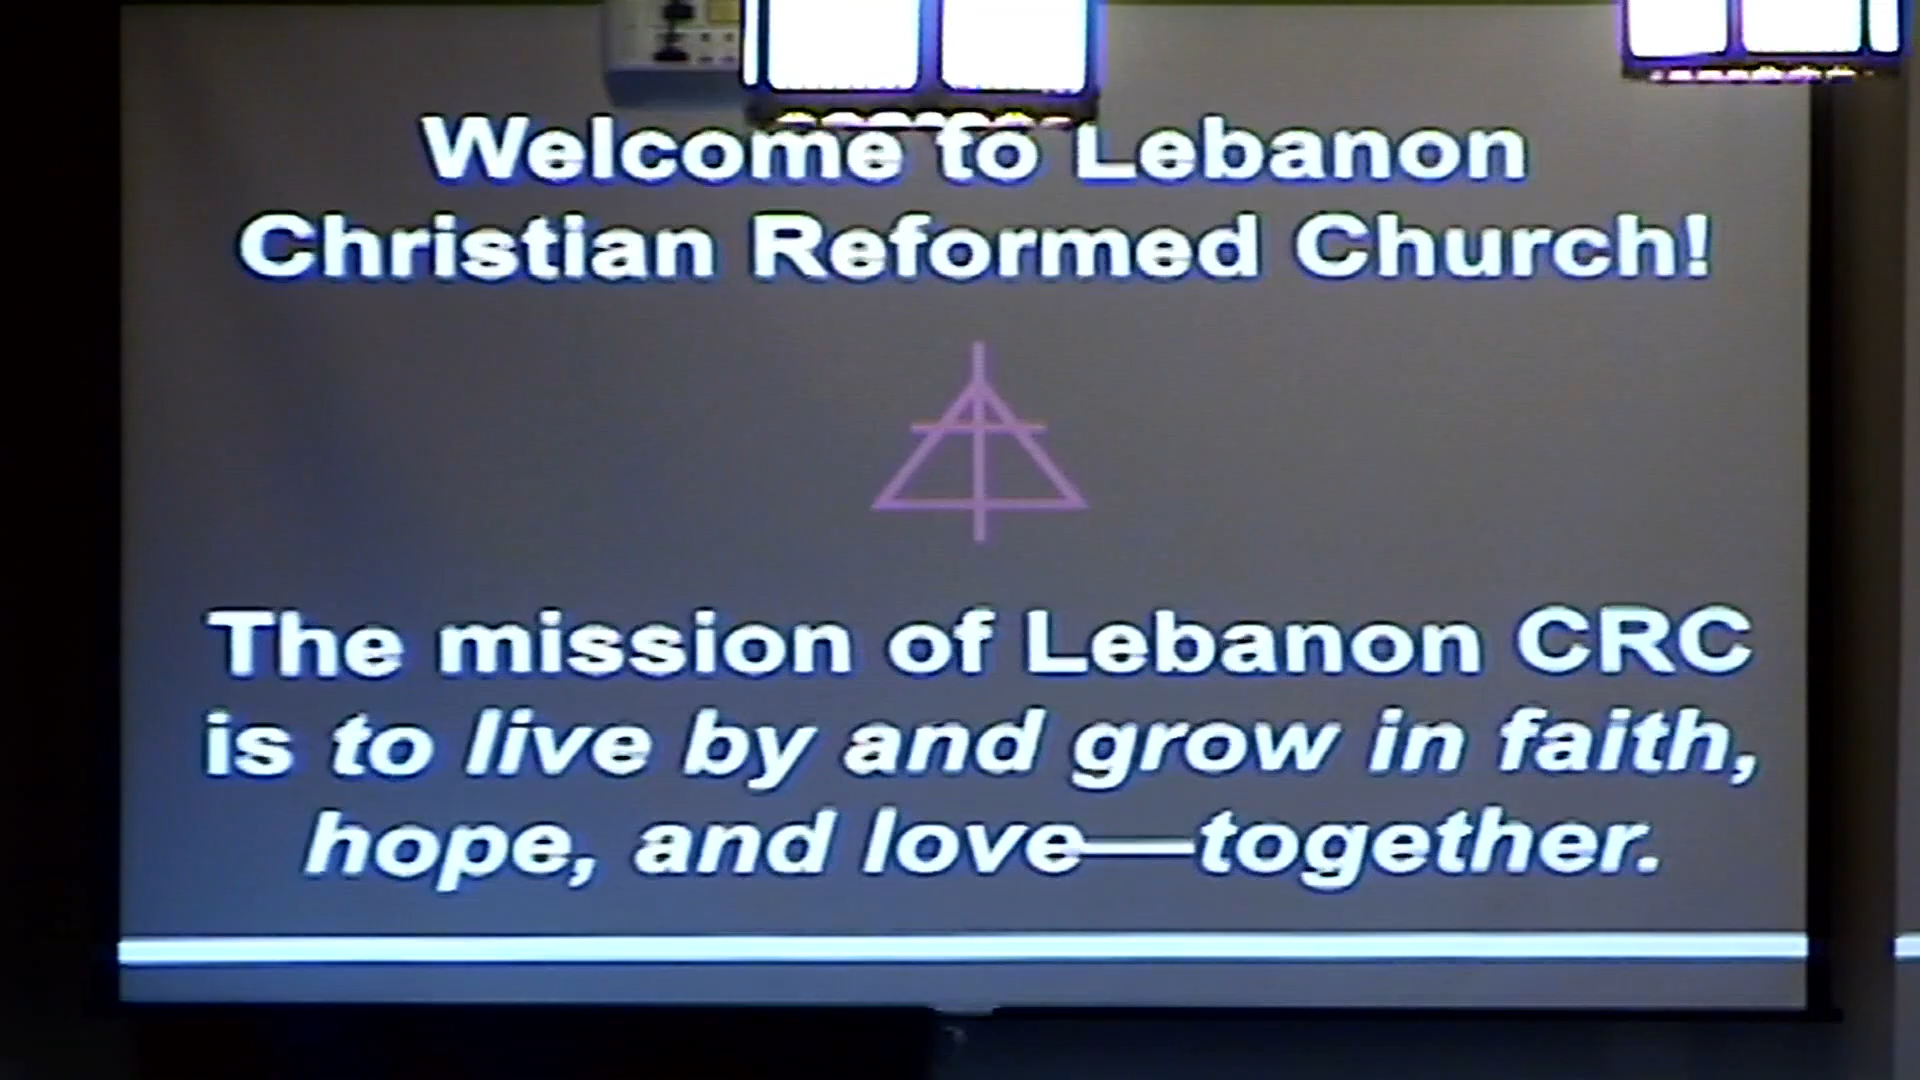 Welcome to Lebanon
Christian Reformed Church!
The mission of Lebanon CRC
is to live by and grow in faith,
hope, and love—together.